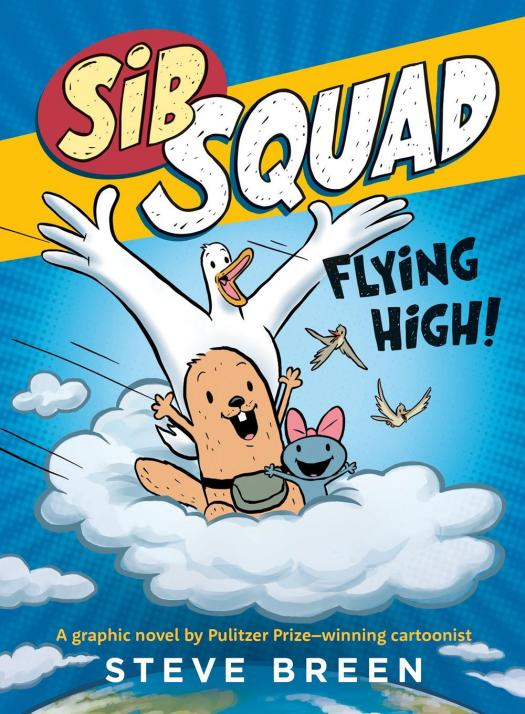 SiB
SQUAD
FLYiNG
HiGH!
A graphic novel by Pulitzer Prize–winning cartoonist
STEVE BREEN